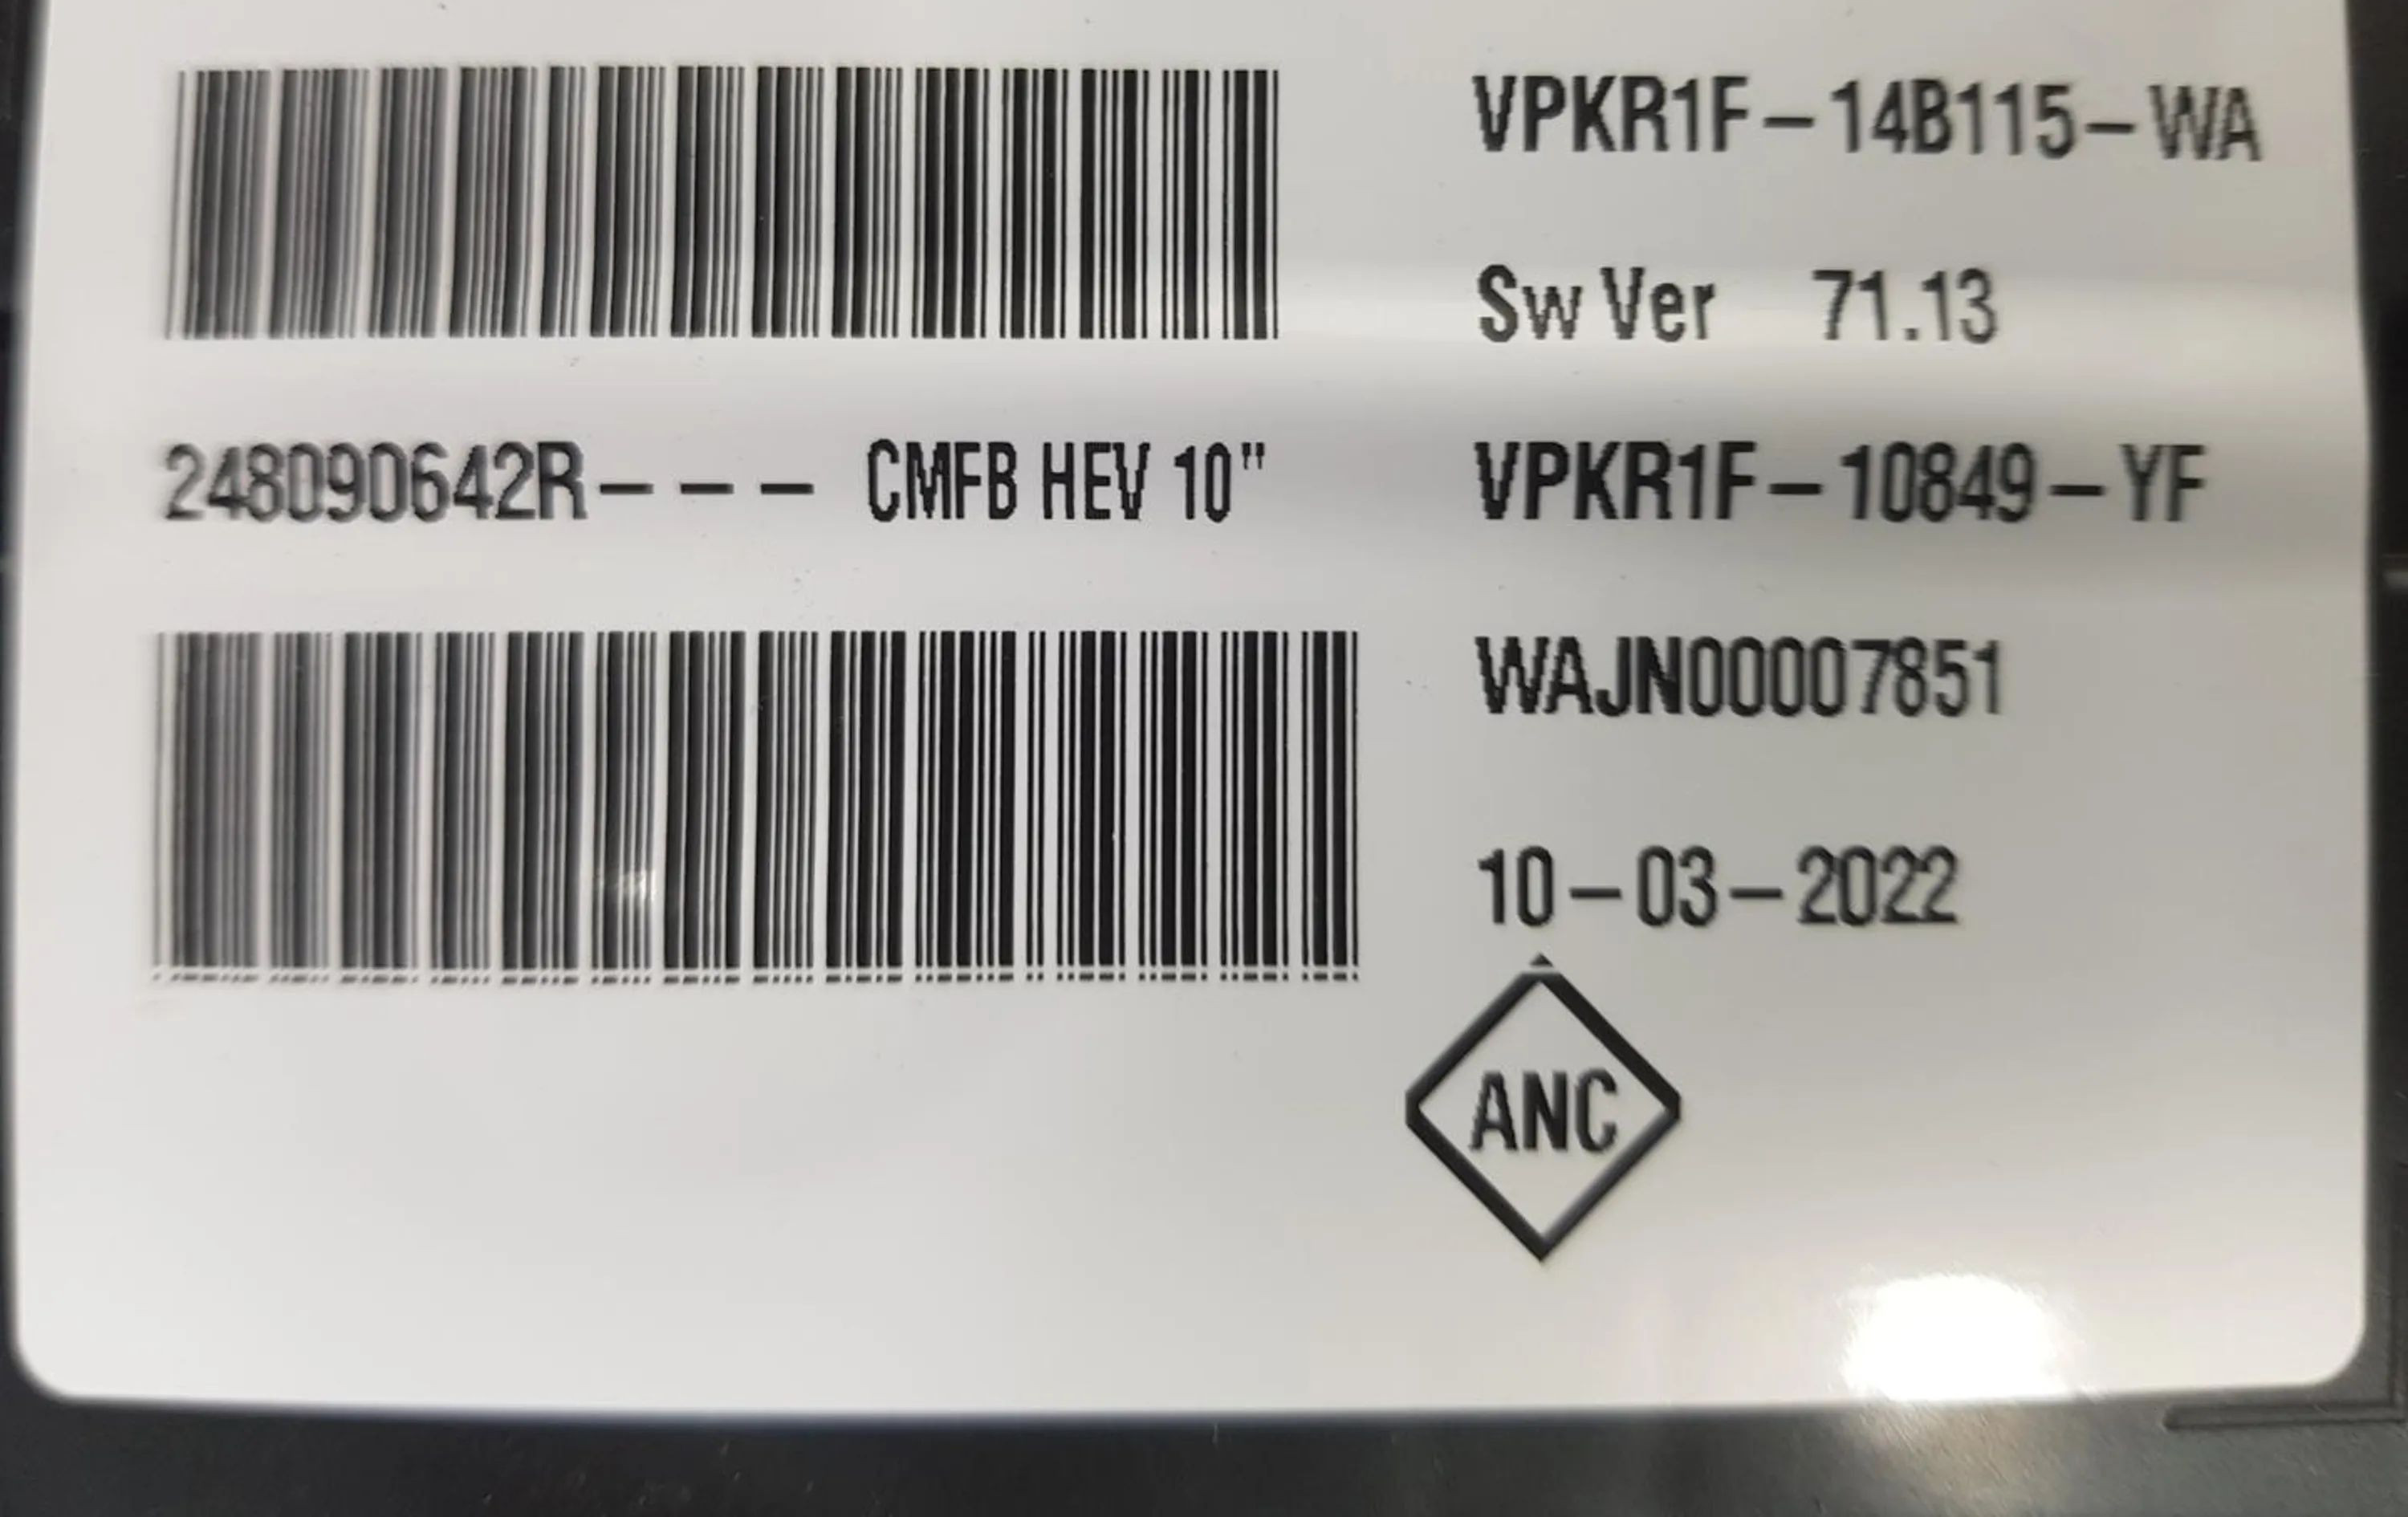 VPKR1F-14B115-WA
Sw Ver 71.13
248090642R--- CMFB HEV 10" VPKR1F-10849-YF
WAJN00007851
10-03-2022
ANC